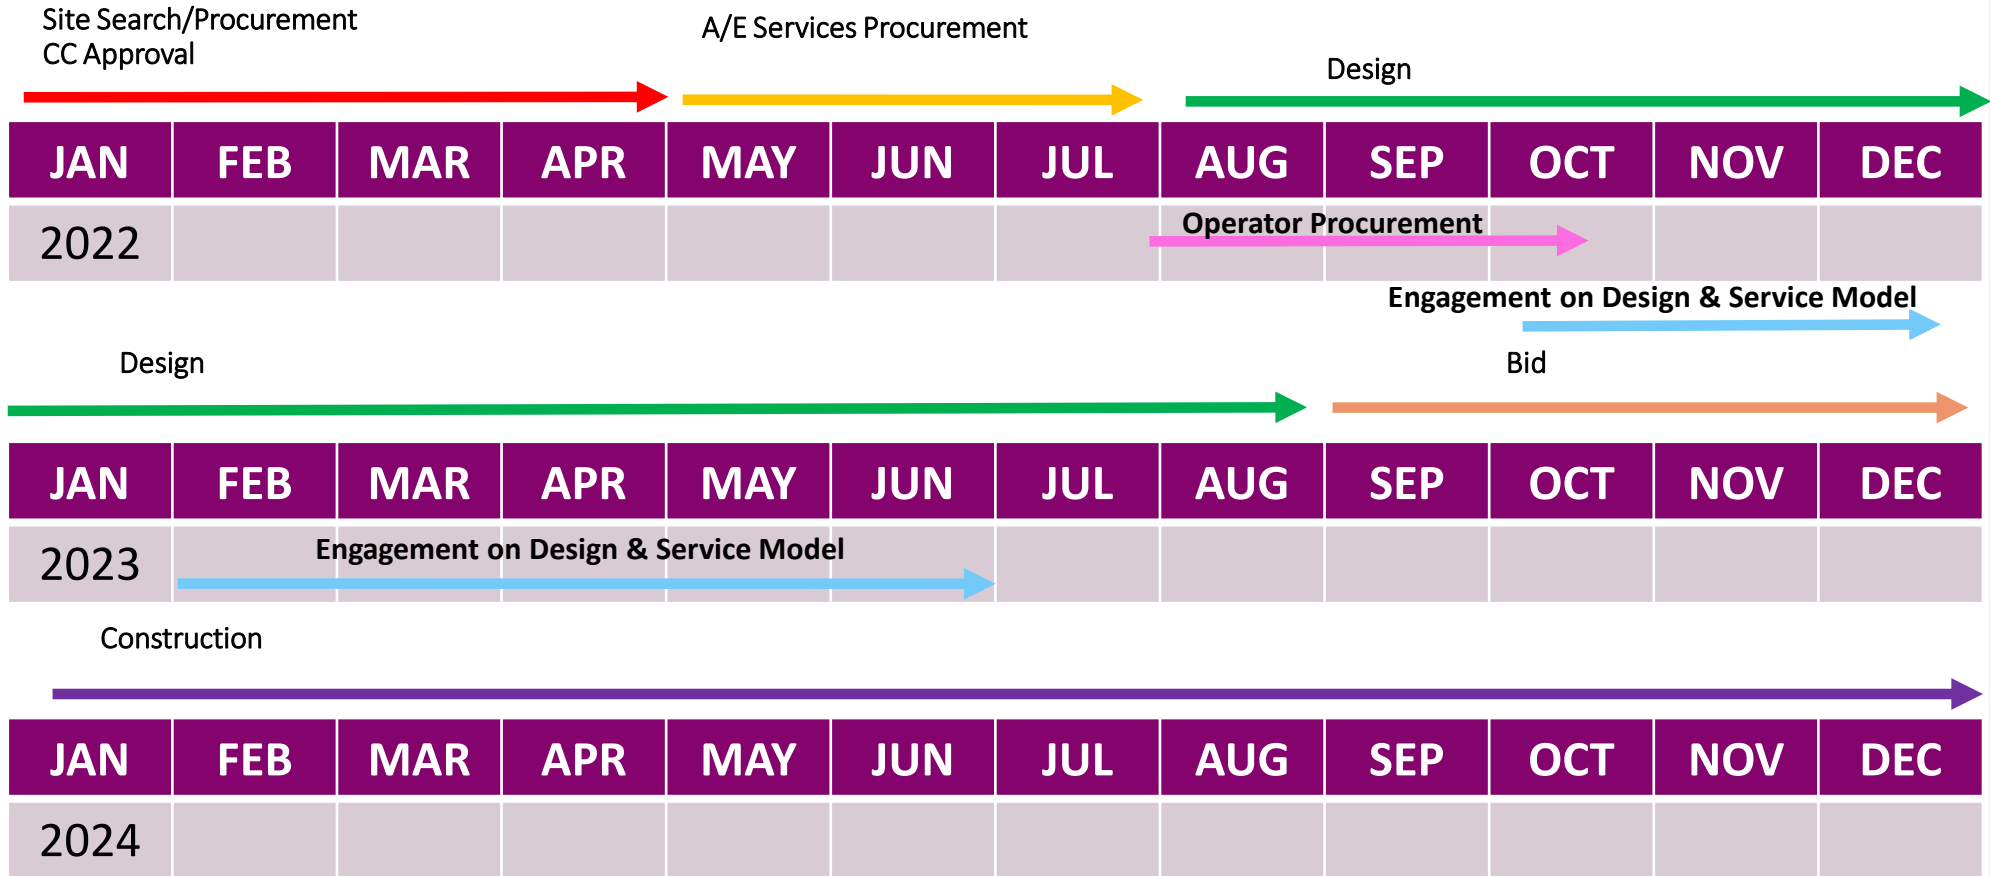 Site Search/Procurement
CC Approval
A/E Services Procurement
Design
JAN FEB MAR APR MAY JUN JUL AUG SEP OCT NOV DEC
2022
Operator Procurement
Engagement on Design & Service Model
Design
Bid
JAN FEB MAR APR MAY JUN JUL AUG SEP OCT NOV DEC
2023
Engagement on Design & Service Model
Construction
JAN FEB MAR APR MAY JUN JUL AUG SEP OCT NOV DEC
2024